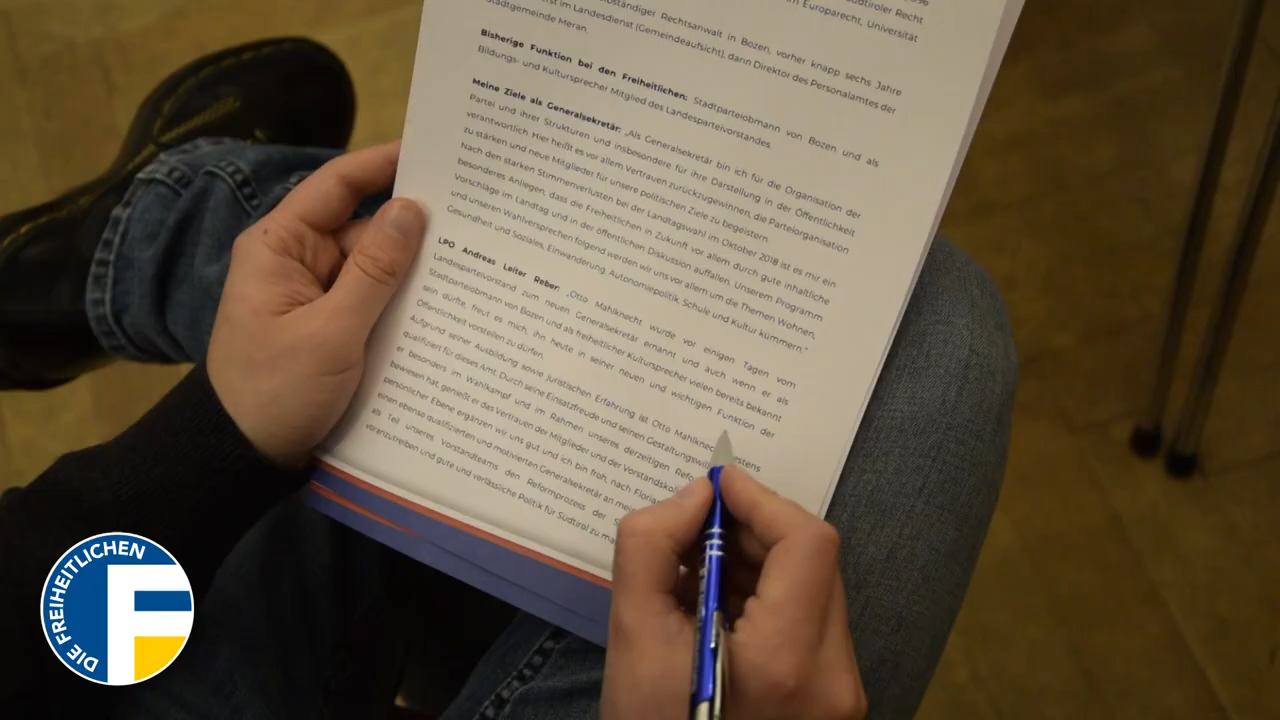 Südtiroler Recht
im Europarecht, Universität
selbständiger Rechtsanwalt in Bozen, vorher knapp sechs Jahre
erst im Landesdienst (Gemeindeaufsicht), dann Direktor des Personalamtes der
Stadtgemeinde Meran.
Bisherige Funktion bei den Freiheitlichen: Stadtparteiobmann von Bozen und als
Bildungs- und Kultursprecher Mitglied des Landesparteivorstandes.
Meine Ziele als Generalsekretär: „Als Generalsekretär bin ich für die Organisation der
Partei und ihrer Strukturen und insbesondere für ihre Darstellung in der Öffentlichkeit
verantwortlich. Hier heißt es vor allem Vertrauen zurückzugewinnen, die Parteiorganisation
zu stärken und neue Mitglieder für unsere politischen Ziele zu begeistern.
Nach den starken Stimmenverlusten bei der Landtagswahl im Oktober 2018 ist es mir ein
besonderes Anliegen, dass die Freiheitlichen in Zukunft vor allem durch gute inhaltliche
Vorschläge im Landtag und in der öffentlichen Diskussion auffallen. Unserem Programm
und unseren Wahlversprechen folgend werden wir uns vor allem um die Themen Wohnen,
Gesundheit und Soziales, Einwanderung, Autonomiepolitik, Schule und Kultur kümmern."
LPO Andreas Leiter Reber: „Otto Mahlknecht wurde vor einigen Tagen vom
Landesparteivorstand zum neuen Generalsekretär ernannt und auch wenn er als
Stadtparteiobmann von Bozen und als freiheitlicher Kultursprecher vielen bereits bekannt
sein dürfte, freut es mich, ihn heute in seiner neuen und wichtigen Funktion der
Öffentlichkeit vorstellen zu dürfen.
Aufgrund seiner Ausbildung sowie juristischen Erfahrung ist Otto Mahlknec
qualifiziert für dieses Amt. Durch seine Einsatzfreude und seinen Gestaltungswil
er besonders im Wahlkampf und im Rahmen unseres derzeitigen Refo
bewiesen hat, genießt er das Vertrauen der Mitglieder und der Vorstandskoll
persönlicher Ebene ergänzen wir uns gut und ich bin froh, nach Floria
einen ebenso qualifizierten und motivierten Generalsekretär an mei
als Teil unseres Vorstandteams den Reformprozess der
voranzutreiben und gute und verlässliche Politik für Südtirol zu ma
DIE FREIHEITLICHEN
F